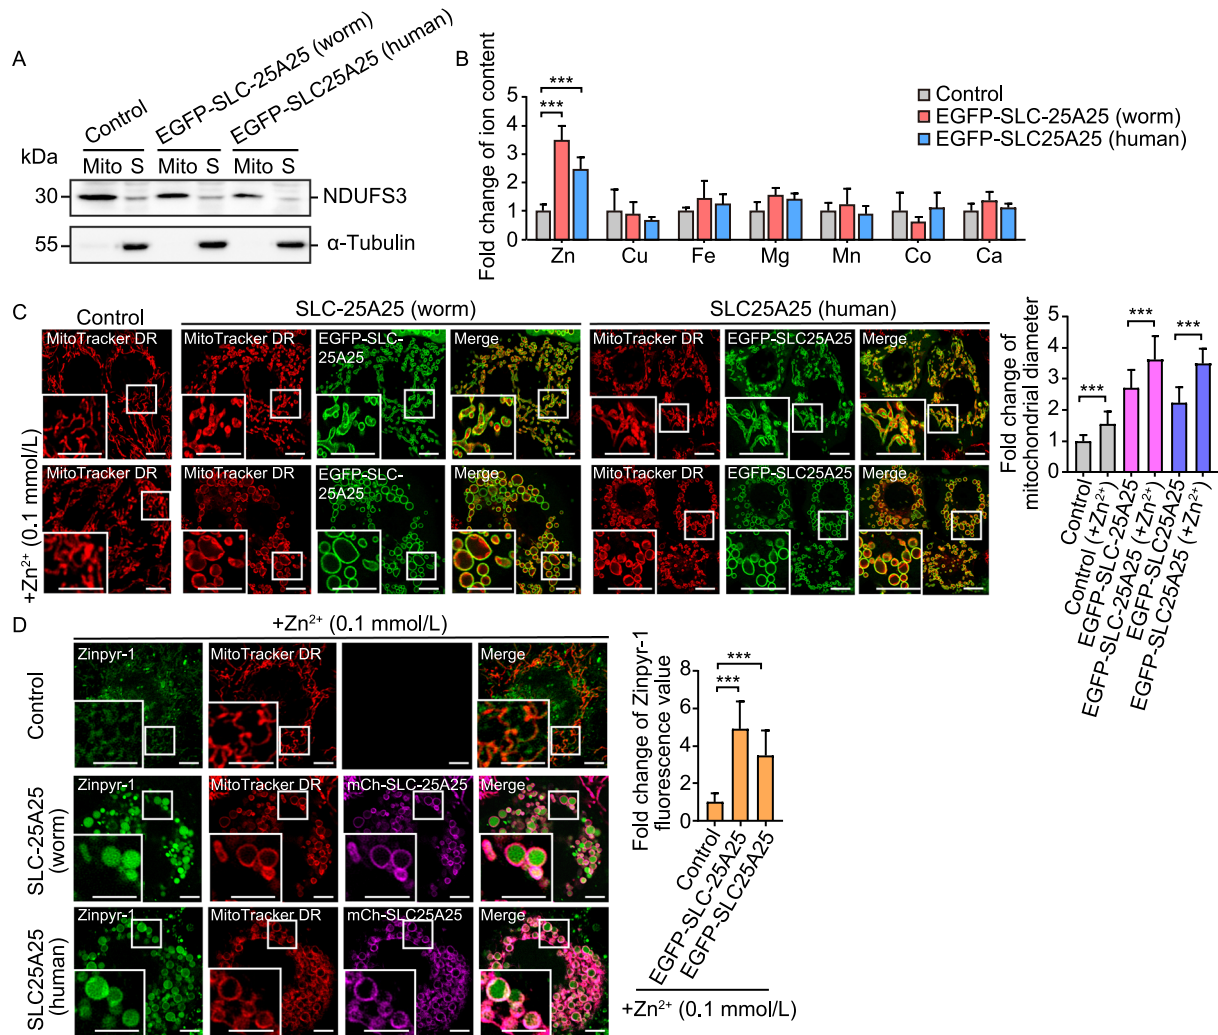 A
Control
EGFP-SLC-25A25 (worm)
EGFP-SLC25A25 (human)
kDa
Mito S Mito S Mito S
30
NDUFS3
55
α-Tubulin
B
Fold change of ion content
5
4
3
2
1
0
Zn Cu Fe Mg Mn Co Ca
***
***
Control
EGFP-SLC-25A25 (worm)
EGFP-SLC25A25 (human)
C
Control
SLC-25A25 (worm)
SLC25A25 (human)
MitoTracker DR
MitoTracker DR
EGFP-SLC-
25A25
Merge
MitoTracker DR
EGFP-SLC25A25
Merge
+Zn²⁺ (0.1 mmol/L)
MitoTracker DR
MitoTracker DR
EGFP-SLC-
25A25
Merge
MitoTracker DR
EGFP-SLC25A25
Merge
Fold change of
mitochondrial diameter
5
4
3
2
1
0
***
***
***
Control
Control (+Zn²⁺)
EGFP-SLC-25A25
EGFP-SLC-25A25 (+Zn²⁺)
EGFP-SLC25A25
EGFP-SLC25A25 (+Zn²⁺)
D
+Zn²⁺ (0.1 mmol/L)
Control
Zinpyr-1
MitoTracker DR
Merge
SLC-25A25
(worm)
Zinpyr-1
MitoTracker DR
mCh-SLC-25A25
Merge
SLC25A25
(human)
Zinpyr-1
MitoTracker DR
mCh-SLC25A25
Merge
Fold change of Zinpyr-1
fluorescence value
8
6
4
2
0
***
***
Control
EGFP-SLC-25A25
EGFP-SLC25A25
+Zn²⁺ (0.1 mmol/L)